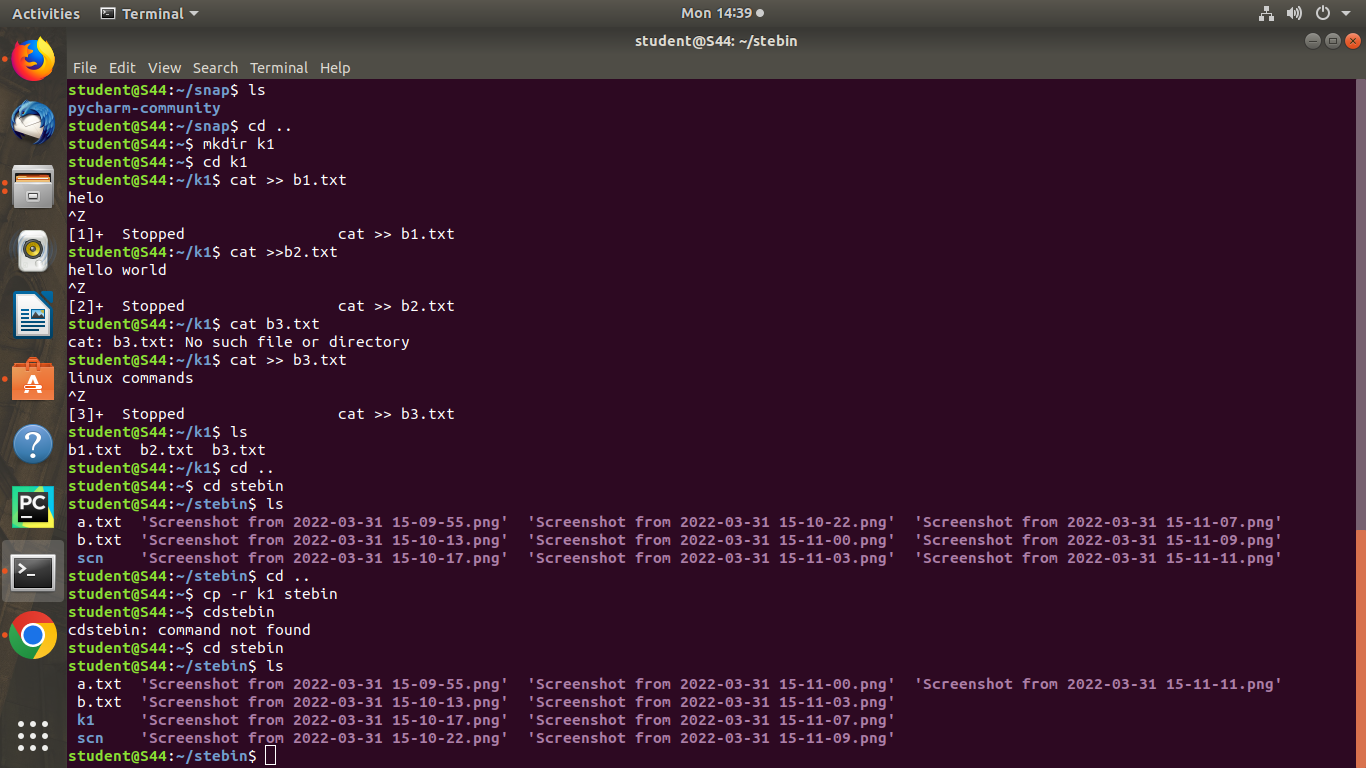 Activities Terminal Mon 14:39
student@S44: ~/stebin
File Edit View Search Terminal Help
student@S44:~/snap$ ls
pycharm-community
student@S44:~/snap$ cd ..
student@S44:~$ mkdir k1
student@S44:~$ cd k1
student@S44:~/k1$ cat >> b1.txt
helo
^Z
[1]+  Stopped                 cat >> b1.txt
student@S44:~/k1$ cat >>b2.txt
hello world
^Z
[2]+  Stopped                 cat >> b2.txt
student@S44:~/k1$ cat b3.txt
cat: b3.txt: No such file or directory
student@S44:~/k1$ cat >> b3.txt
linux commands
^Z
[3]+  Stopped                 cat >> b3.txt
student@S44:~/k1$ ls
b1.txt  b2.txt  b3.txt
student@S44:~/k1$ cd ..
student@S44:~$ cd stebin
student@S44:~/stebin$ ls
 a.txt  'Screenshot from 2022-03-31 15-09-55.png'  'Screenshot from 2022-03-31 15-10-22.png'  'Screenshot from 2022-03-31 15-11-07.png'
 b.txt  'Screenshot from 2022-03-31 15-10-13.png'  'Screenshot from 2022-03-31 15-11-00.png'  'Screenshot from 2022-03-31 15-11-09.png'
 scn    'Screenshot from 2022-03-31 15-10-17.png'  'Screenshot from 2022-03-31 15-11-03.png'  'Screenshot from 2022-03-31 15-11-11.png'
student@S44:~/stebin$ cd ..
student@S44:~$ cp -r k1 stebin
student@S44:~$ cdstebin
cdstebin: command not found
student@S44:~$ cd stebin
student@S44:~/stebin$ ls
 a.txt  'Screenshot from 2022-03-31 15-09-55.png'  'Screenshot from 2022-03-31 15-11-00.png'  'Screenshot from 2022-03-31 15-11-11.png'
 b.txt  'Screenshot from 2022-03-31 15-10-13.png'  'Screenshot from 2022-03-31 15-11-03.png'
 k1     'Screenshot from 2022-03-31 15-10-17.png'  'Screenshot from 2022-03-31 15-11-07.png'
 scn    'Screenshot from 2022-03-31 15-10-22.png'  'Screenshot from 2022-03-31 15-11-09.png'
student@S44:~/stebin$
PC